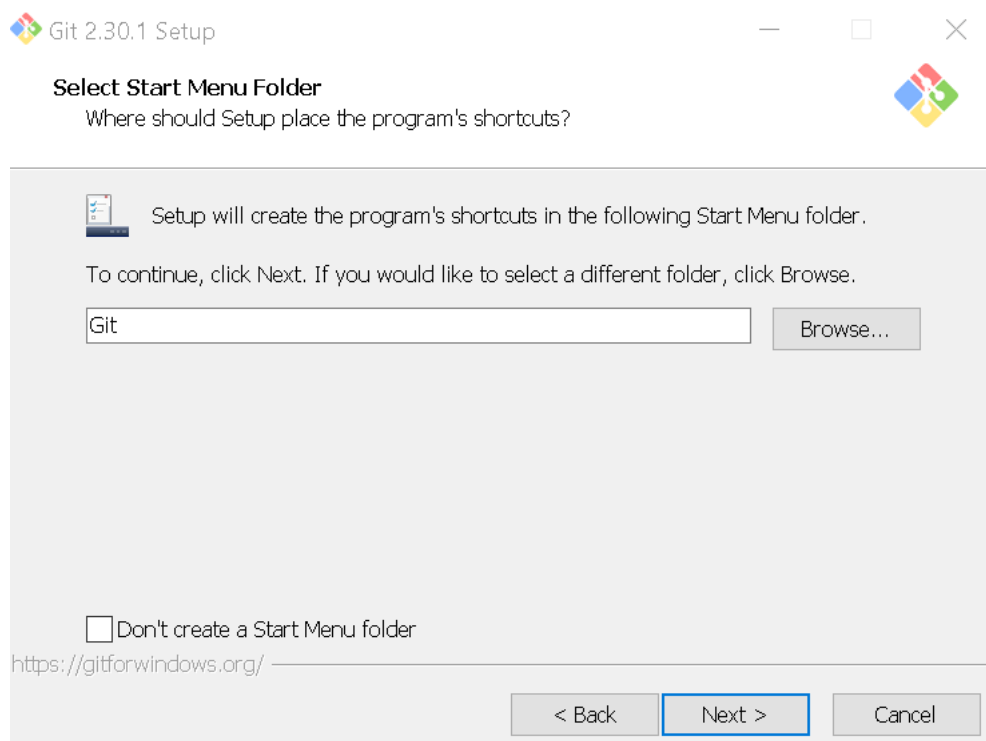 Git 2.30.1 Setup
Select Start Menu Folder
Where should Setup place the program's shortcuts?
Setup will create the program's shortcuts in the following Start Menu folder.
To continue, click Next. If you would like to select a different folder, click Browse.
Git
Browse...
Don't create a Start Menu folder
https://gitforwindows.org/
< Back
Next >
Cancel